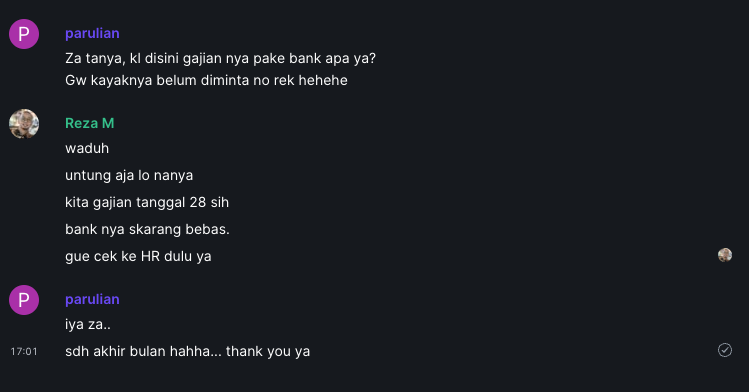 P
parulian
Za tanya, kl disini gajian nya pake bank apa ya?
Gw kayaknya belum diminta no rek hehehe
Reza M
waduh
untung aja lo nanya
kita gajian tanggal 28 sih
bank nya skarang bebas.
gue cek ke HR dulu ya
P
parulian
iya za..
17:01 sdh akhir bulan hahha... thank you ya